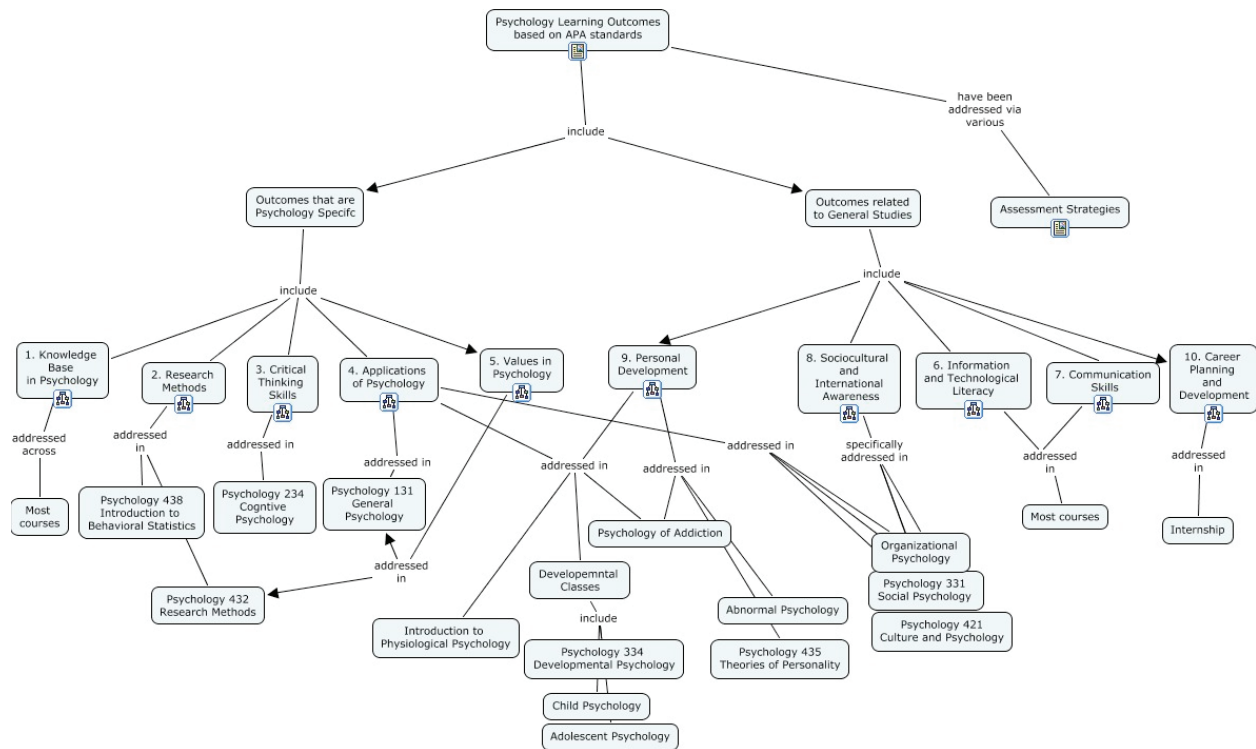 Psychology Learning Outcomes
based on APA standards
have been
addressed via
various
include
Outcomes that are
Psychology Specifc
Outcomes related
to General Studies
Assessment Strategies
include
include
1. Knowledge
Base
in Psychology
2. Research
Methods
3. Critical
Thinking
Skills
4. Applications
of Psychology
5. Values in
Psychology
9. Personal
Development
8. Sociocultural
and
International
Awareness
6. Information
and Technological
Literacy
7. Communication
Skills
10. Career
Planning
and
Development
addressed
across
addressed
in
addressed in
addressed in
addressed in
addressed
in
addressed in
specifically
addressed in
addressed
in
addressed
in
Most
courses
Psychology 438
Introduction to
Behavioral Statistics
Psychology 234
Cogntive
Psychology
Psychology 131
General
Psychology
Psychology of Addiction
Organizational
Psychology
Most courses
Internship
addressed
in
Psychology 432
Research Methods
Developemntal
Classes
Psychology 331
Social Psychology
Introduction to
Physiological Psychology
include
Abnormal Psychology
Psychology 421
Culture and Psychology
Psychology 334
Developmental Psychology
Psychology 435
Theories of Personality
Child Psychology
Adolescent Psychology